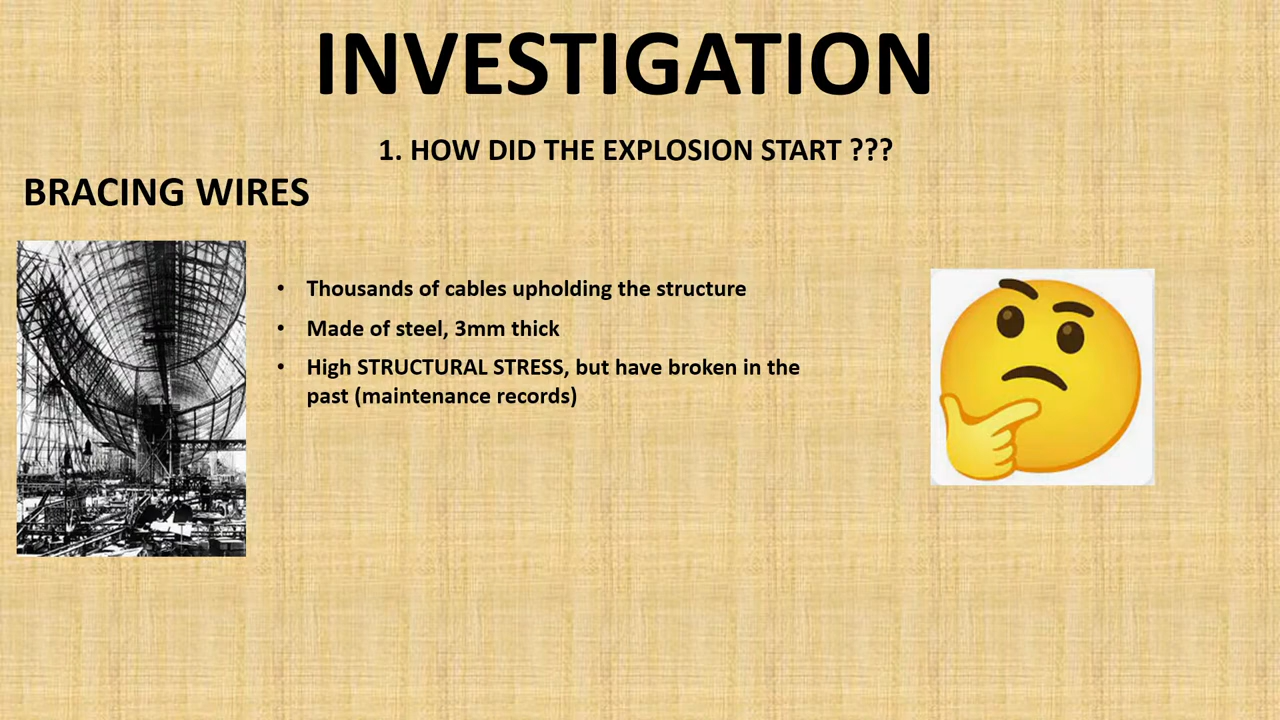 INVESTIGATION
1. HOW DID THE EXPLOSION START ???
BRACING WIRES
• Thousands of cables upholding the structure
• Made of steel, 3mm thick
• High STRUCTURAL STRESS, but have broken in the
past (maintenance records)